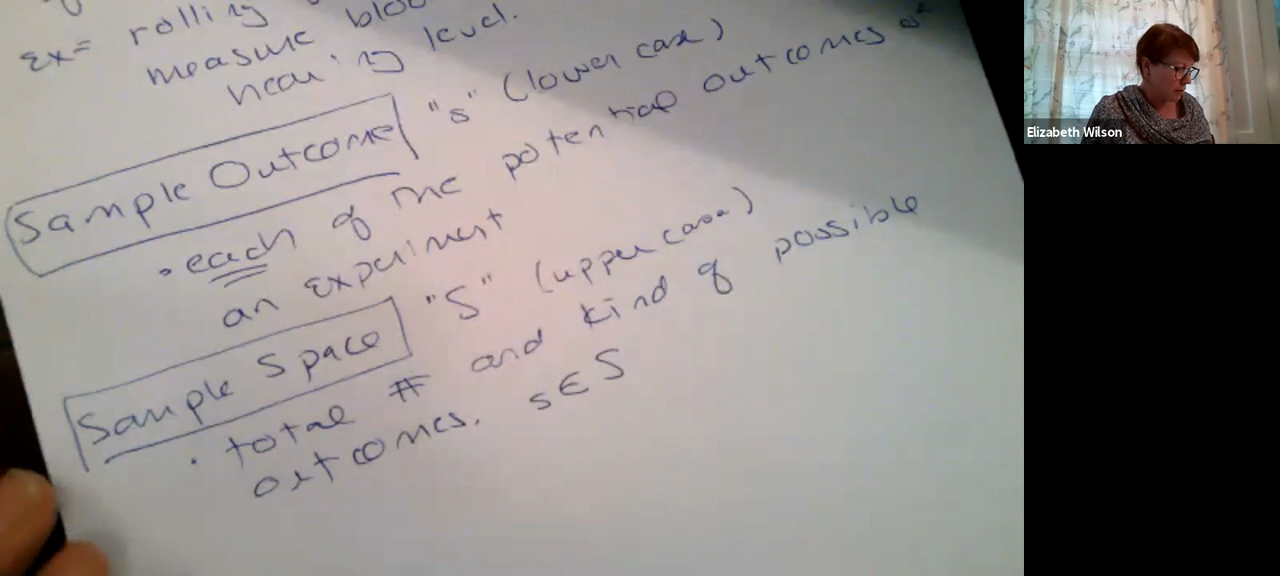 Ex= rolling
measure bloo
hearing level.
Sample Outcome "s" (lower case)
• each of the potential outcomes of
an experiment
Sample Space "S" (upper case)
• total # and kind of possible
outcomes. s∈S
Elizabeth Wilson